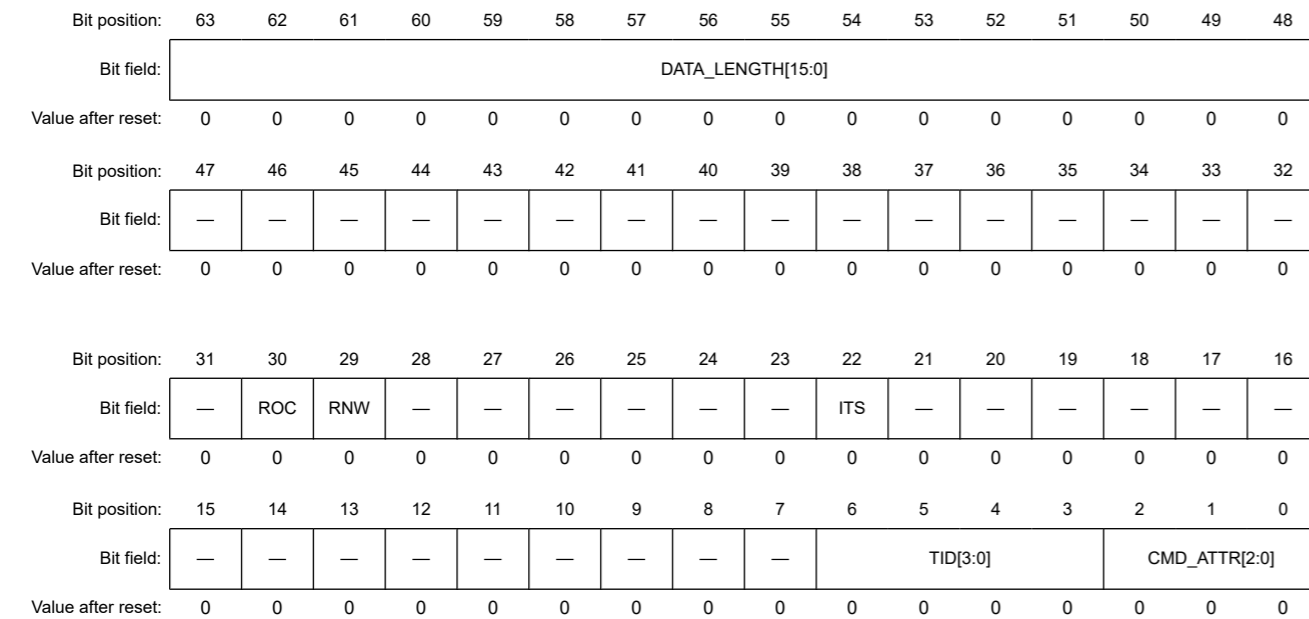 Bit position: 63 62 61 60 59 58 57 56 55 54 53 52 51 50 49 48
Bit field: DATA_LENGTH[15:0]
Value after reset: 0 0 0 0 0 0 0 0 0 0 0 0 0 0 0 0
Bit position: 47 46 45 44 43 42 41 40 39 38 37 36 35 34 33 32
Bit field: — — — — — — — — — — — — — — — —
Value after reset: 0 0 0 0 0 0 0 0 0 0 0 0 0 0 0 0
Bit position: 31 30 29 28 27 26 25 24 23 22 21 20 19 18 17 16
Bit field: — ROC RNW — — — — — — ITS — — — — — —
Value after reset: 0 0 0 0 0 0 0 0 0 0 0 0 0 0 0 0
Bit position: 15 14 13 12 11 10 9 8 7 6 5 4 3 2 1 0
Bit field: — — — — — — — — — TID[3:0] CMD_ATTR[2:0]
Value after reset: 0 0 0 0 0 0 0 0 0 0 0 0 0 0 0 0